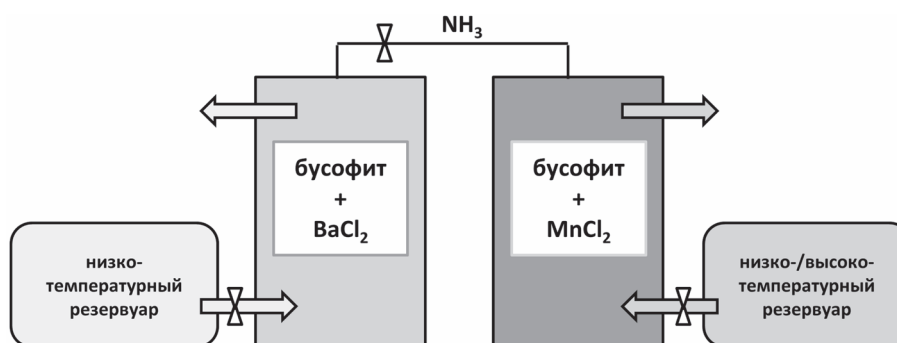 NH₃
бусофит
+
BaCl₂
бусофит
+
MnCl₂
низко-
температурный
резервуар
низко-/высоко-
температурный
резервуар